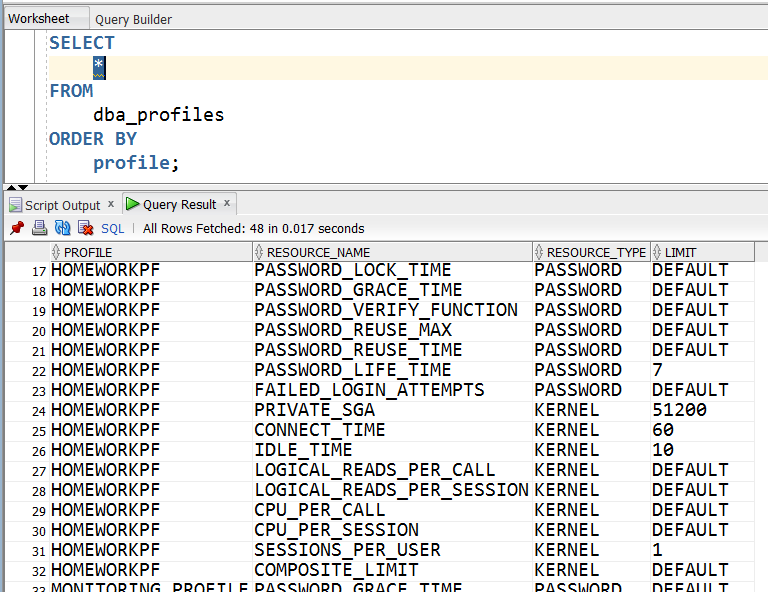 Worksheet Query Builder
SELECT
*
FROM
dba_profiles
ORDER BY
profile;
Script Output x Query Result x
SQL | All Rows Fetched: 48 in 0.017 seconds
PROFILE RESOURCE_NAME RESOURCE_TYPE LIMIT
17 HOMEWORKPF PASSWORD_LOCK_TIME PASSWORD DEFAULT
18 HOMEWORKPF PASSWORD_GRACE_TIME PASSWORD DEFAULT
19 HOMEWORKPF PASSWORD_VERIFY_FUNCTION PASSWORD DEFAULT
20 HOMEWORKPF PASSWORD_REUSE_MAX PASSWORD DEFAULT
21 HOMEWORKPF PASSWORD_REUSE_TIME PASSWORD DEFAULT
22 HOMEWORKPF PASSWORD_LIFE_TIME PASSWORD 7
23 HOMEWORKPF FAILED_LOGIN_ATTEMPTS PASSWORD DEFAULT
24 HOMEWORKPF PRIVATE_SGA KERNEL 51200
25 HOMEWORKPF CONNECT_TIME KERNEL 60
26 HOMEWORKPF IDLE_TIME KERNEL 10
27 HOMEWORKPF LOGICAL_READS_PER_CALL KERNEL DEFAULT
28 HOMEWORKPF LOGICAL_READS_PER_SESSION KERNEL DEFAULT
29 HOMEWORKPF CPU_PER_CALL KERNEL DEFAULT
30 HOMEWORKPF CPU_PER_SESSION KERNEL DEFAULT
31 HOMEWORKPF SESSIONS_PER_USER KERNEL 1
32 HOMEWORKPF COMPOSITE_LIMIT KERNEL DEFAULT
33 MONITORING_PROFILE PASSWORD_GRACE_TIME PASSWORD DEFAULT